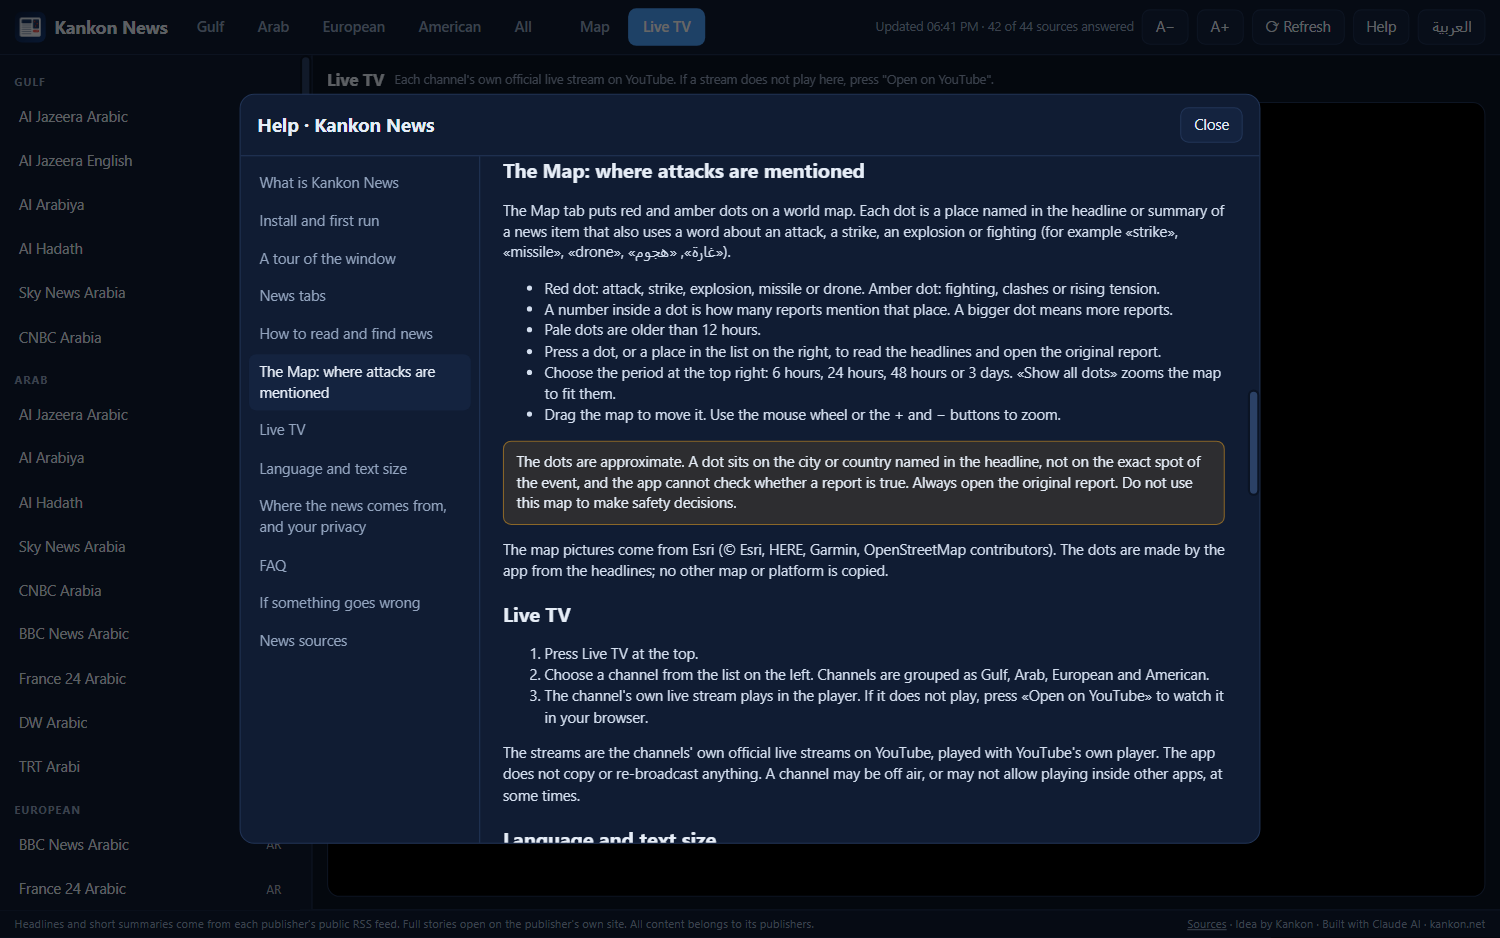 Kankon News
Gulf
Arab
European
American
All
Map
Live TV
Updated 06:41 PM · 42 of 44 sources answered
A−
A+
Refresh
Help
العربية
GULF
Al Jazeera Arabic
Al Jazeera English
Al Arabiya
Al Hadath
Sky News Arabia
CNBC Arabia
ARAB
Al Jazeera Arabic
Al Arabiya
Al Hadath
Sky News Arabia
CNBC Arabia
BBC News Arabic
France 24 Arabic
DW Arabic
TRT Arabi
EUROPEAN
BBC News Arabic
AR
France 24 Arabic
AR
Live TV
Each channel's own official live stream on YouTube. If a stream does not play here, press "Open on YouTube".
Help · Kankon News
Close
What is Kankon News
Install and first run
A tour of the window
News tabs
How to read and find news
The Map: where attacks are
mentioned
Live TV
Language and text size
Where the news comes from,
and your privacy
FAQ
If something goes wrong
News sources
The Map: where attacks are mentioned
The Map tab puts red and amber dots on a world map. Each dot is a place named in the headline or summary of
a news item that also uses a word about an attack, a strike, an explosion or fighting (for example «strike»,
«missile», «drone», «غارة», «هجوم»).
• Red dot: attack, strike, explosion, missile or drone. Amber dot: fighting, clashes or rising tension.
• A number inside a dot is how many reports mention that place. A bigger dot means more reports.
• Pale dots are older than 12 hours.
• Press a dot, or a place in the list on the right, to read the headlines and open the original report.
• Choose the period at the top right: 6 hours, 24 hours, 48 hours or 3 days. «Show all dots» zooms the map
to fit them.
• Drag the map to move it. Use the mouse wheel or the + and − buttons to zoom.
The dots are approximate. A dot sits on the city or country named in the headline, not on the exact spot of
the event, and the app cannot check whether a report is true. Always open the original report. Do not use
this map to make safety decisions.
The map pictures come from Esri (© Esri, HERE, Garmin, OpenStreetMap contributors). The dots are made by the
app from the headlines; no other map or platform is copied.
Live TV
1. Press Live TV at the top.
2. Choose a channel from the list on the left. Channels are grouped as Gulf, Arab, European and American.
3. The channel's own live stream plays in the player. If it does not play, press «Open on YouTube» to watch it
in your browser.
The streams are the channels' own official live streams on YouTube, played with YouTube's own player. The app
does not copy or re-broadcast anything. A channel may be off air, or may not allow playing inside other apps, at
some times.
Language and text size
Headlines and short summaries come from each publisher's public RSS feed. Full stories open on the publisher's own site. All content belongs to its publishers.
Sources · Idea by Kankon · Built with Claude AI · kankon.net